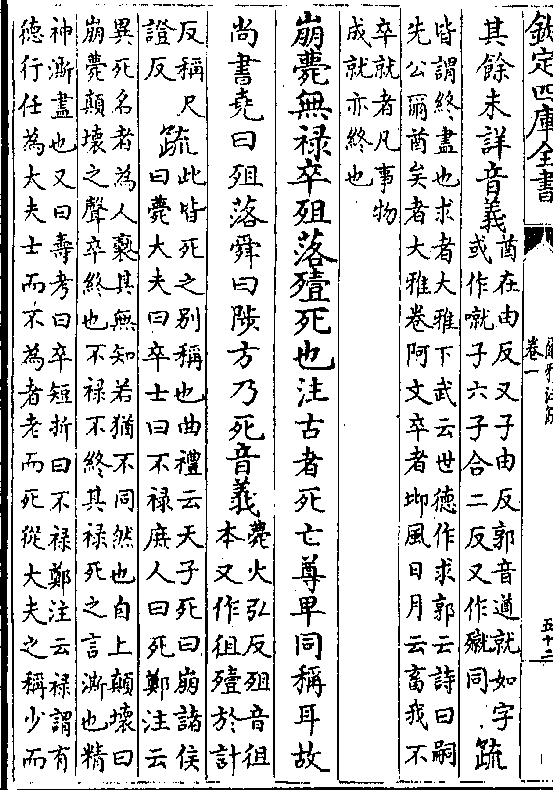 欽定四庫全書
爾雅注疏
卷一
五十二
其餘未詳音義
酋在由反又子由反郭音遒就如字
或作噈子六子合二反又作殧同
疏
皆謂終盡也求者大雅下武云世德作求郭云詩曰嗣
先公爾酋矣者大雅卷阿文卒者邶風日月云畜我不
卒就者凡事物
成就亦終也
崩薨無禄卒殂落殪死也注古者死亡尊卑同稱耳故
尚書堯曰殂落舜曰陟方乃死音義
薨火弘反殂音徂
本又作徂殪於計
反稱尺
證反
疏
此皆死之别稱也曲禮云天子死曰崩諸侯
曰薨大夫曰卒士曰不禄庶人曰死鄭注云
異死名者為人褻其無知若猶不同然也自上顛壞曰
崩薨顛壞之聲卒終也不禄不終其禄死之言澌也精
神澌盡也又曰壽考曰卒短折曰不禄鄭注云禄謂有
德行任為大夫士而不為者老而死從大夫之稱少而